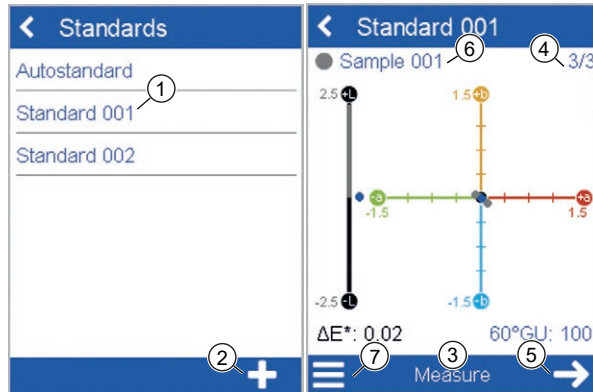 Standards
Autostandard
1
Standard 001
Standard 002
2
Standard 001
6
4
Sample 001
3/3
2.5 +L
1.5 +b
-a
+a
-1.5
1.5
-2.5 -L
-1.5 -b
ΔE*: 0.02
60°GU: 100
7
3
5
Measure